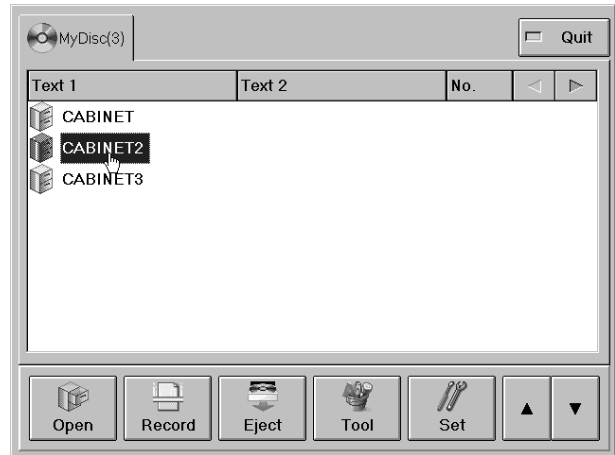 MyDisc(3)
Quit
Text 1 Text 2 No.
CABINET
CABINET2
CABINET3
Open Record Eject Tool Set